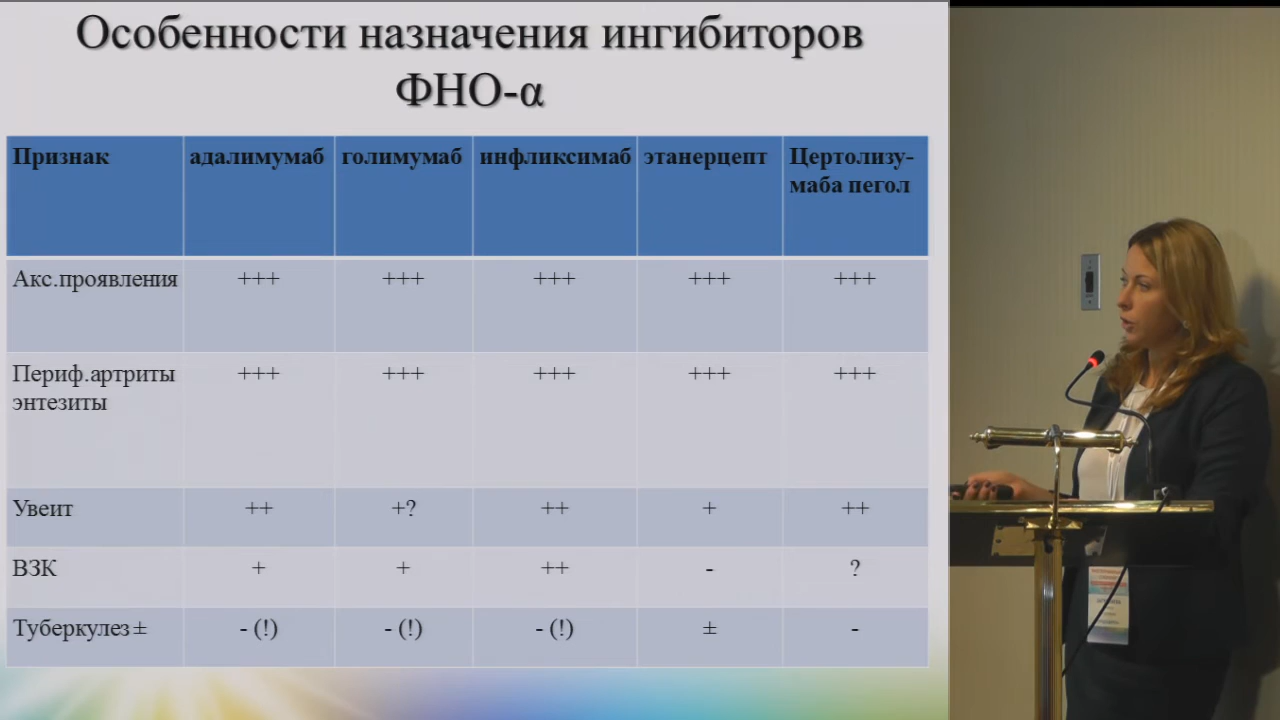 Особенности назначения ингибиторов
ФНО-α
Признак адалимумаб голимумаб инфликсимаб этанерцепт Цертолизу-
маба пегол
Акс.проявления +++ +++ +++ +++ +++
Периф.артриты +++ +++ +++ +++ +++
энтезиты
Увеит ++ +? ++ + ++
ВЗК + + ++ - ?
Туберкулез ± - (!) - (!) - (!) ± -